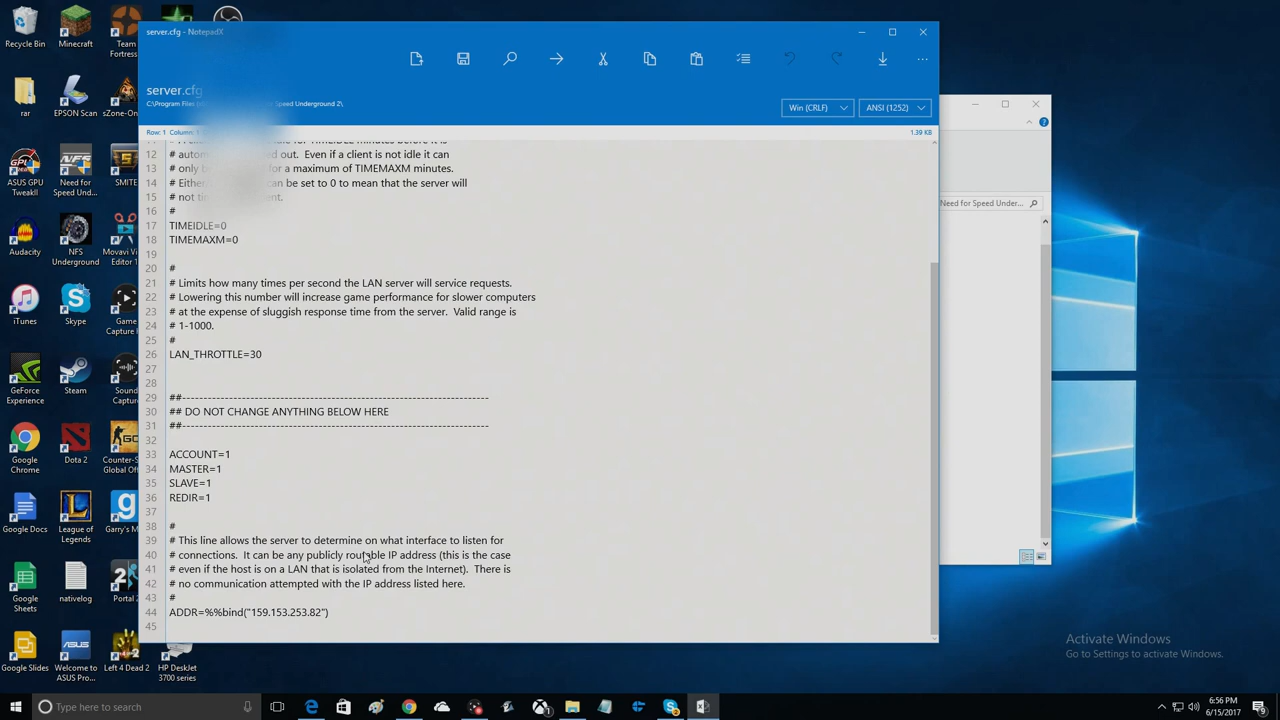 Recycle Bin
Minecraft
Team
Fortress...
rar
EPSON Scan
sZone-On...
ASUS GPU
TweakII
Need for
Speed Und...
SMITE
Audacity
NFS
Underground
Movavi Vi...
Editor 1...
iTunes
Skype
Game
Capture H...
GeForce
Experience
Steam
Sound
Captu...
Google
Chrome
Dota 2
Counter-S...
Global Off...
Google Docs
League of
Legends
Garry's M...
Google
Sheets
nativelog
Portal 2
Google Slides
Welcome to
ASUS Pro...
Left 4 Dead 2
HP DeskJet
3700 series
server.cfg - NotepadX
server.cfg
C:\Program Files
Speed Underground 2\,
Win (CRLF)
ANSI (1252)
Row: 1 Column:
1.39 KB
12 # autom
ed out. Even if a client is not idle it can
13 # only b
for a maximum of TIMEMAXM minutes.
14 # Either
can be set to 0 to mean that the server will
15 # not
16 #
17 TIMEIDLE=0
18 TIMEMAXM=0
19
20 #
21 # Limits how many times per second the LAN server will service requests.
22 # Lowering this number will increase game performance for slower computers
23 # at the expense of sluggish response time from the server. Valid range is
24 # 1-1000.
25 #
26 LAN_THROTTLE=30
27
28
29 ##-----------------------------------------------------------------------
30 ## DO NOT CHANGE ANYTHING BELOW HERE
31 ##-----------------------------------------------------------------------
32
33 ACCOUNT=1
34 MASTER=1
35 SLAVE=1
36 REDIR=1
37
38 #
39 # This line allows the server to determine on what interface to listen for
40 # connections. It can be any publicly routable IP address (this is the case
41 # even if the host is on a LAN that is isolated from the Internet). There is
42 # no communication attempted with the IP address listed here.
43 #
44 ADDR=%%bind("159.153.253.82")
45
Need for Speed Under...
Activate Windows
Go to Settings to activate Windows.
Type here to search
6:56 PM
6/15/2017